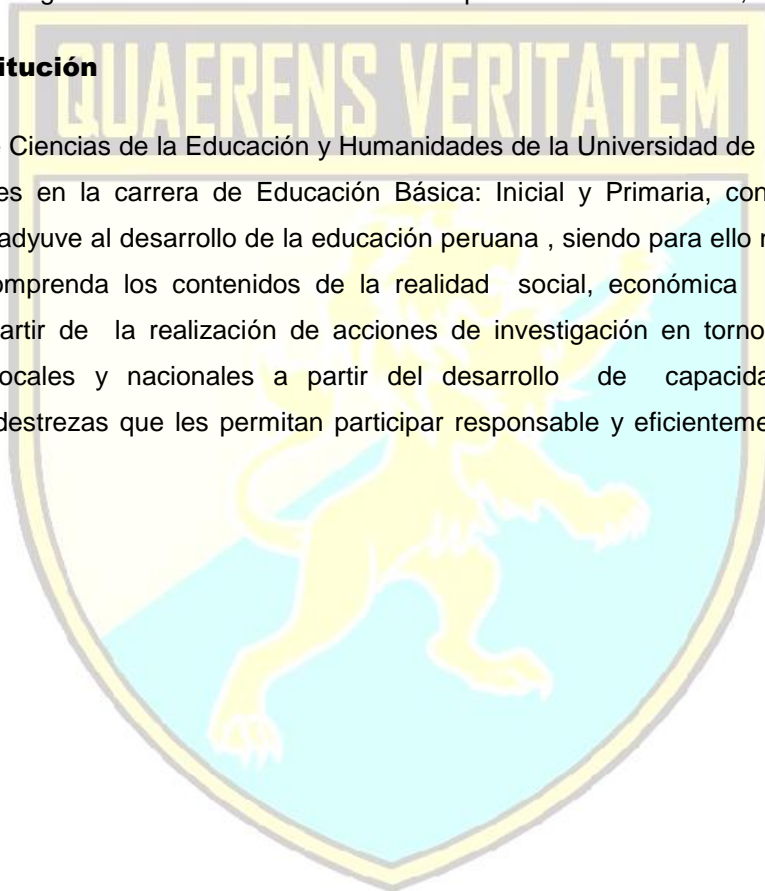 QUAERENS VERITATEM
itución
Ciencias de la Educación y Humanidades de la Universidad de
es en la carrera de Educación Básica: Inicial y Primaria, con
adyuve al desarrollo de la educación peruana , siendo para ello
omprenda los contenidos de la realidad social, económica
artir de la realización de acciones de investigación en torno
ocales y nacionales a partir del desarrollo de capacida
destrezas que les permitan participar responsable y eficienteme